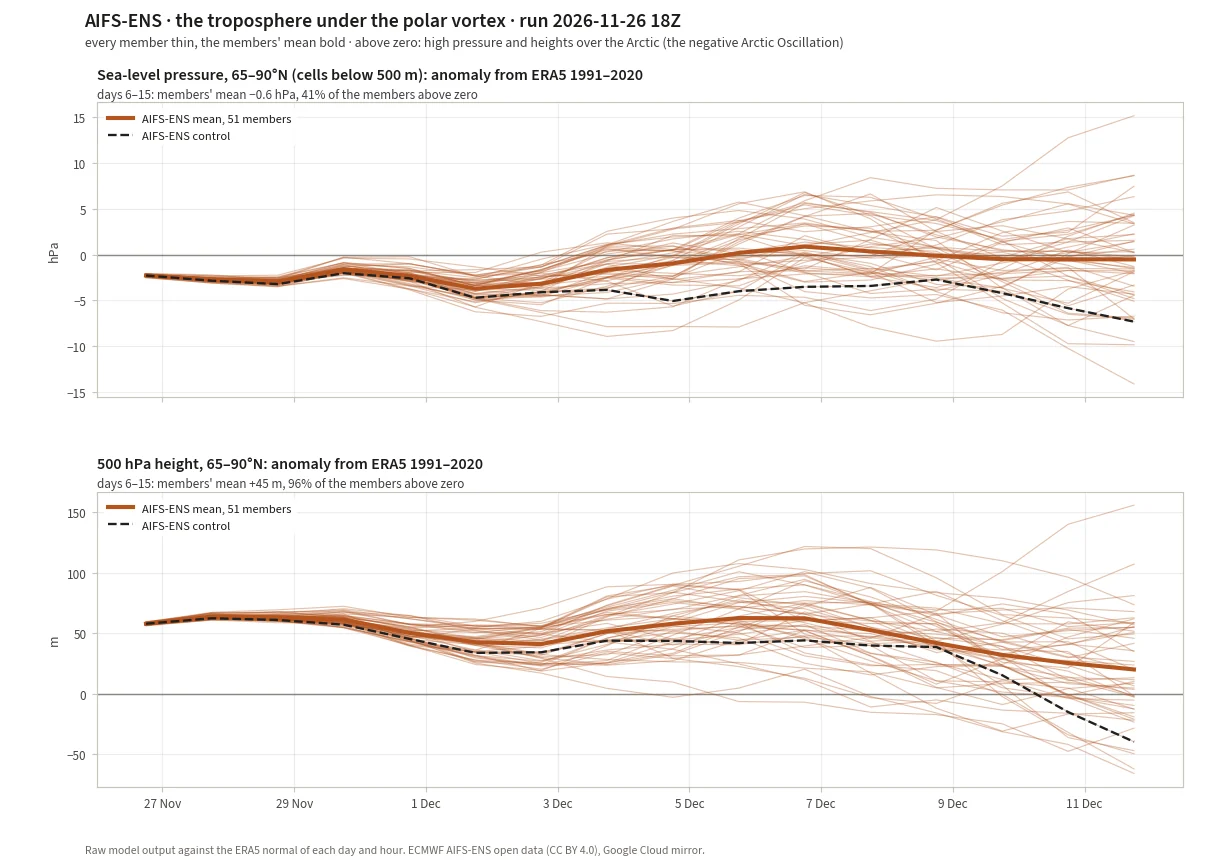 AIFS-ENS · the troposphere under the polar vortex · run 2026-11-26 18Z
every member thin, the members' mean bold · above zero: high pressure and heights over the Arctic (the negative Arctic Oscillation)
Sea-level pressure, 65–90°N (cells below 500 m): anomaly from ERA5 1991–2020
days 6–15: members' mean −0.6 hPa, 41% of the members above zero
AIFS-ENS mean, 51 members
AIFS-ENS control
15
10
5
0
−5
−10
−15
hPa
500 hPa height, 65–90°N: anomaly from ERA5 1991–2020
days 6–15: members' mean +45 m, 96% of the members above zero
AIFS-ENS mean, 51 members
AIFS-ENS control
150
100
50
0
−50
m
27 Nov 29 Nov 1 Dec 3 Dec 5 Dec 7 Dec 9 Dec 11 Dec
Raw model output against the ERA5 normal of each day and hour. ECMWF AIFS-ENS open data (CC BY 4.0), Google Cloud mirror.